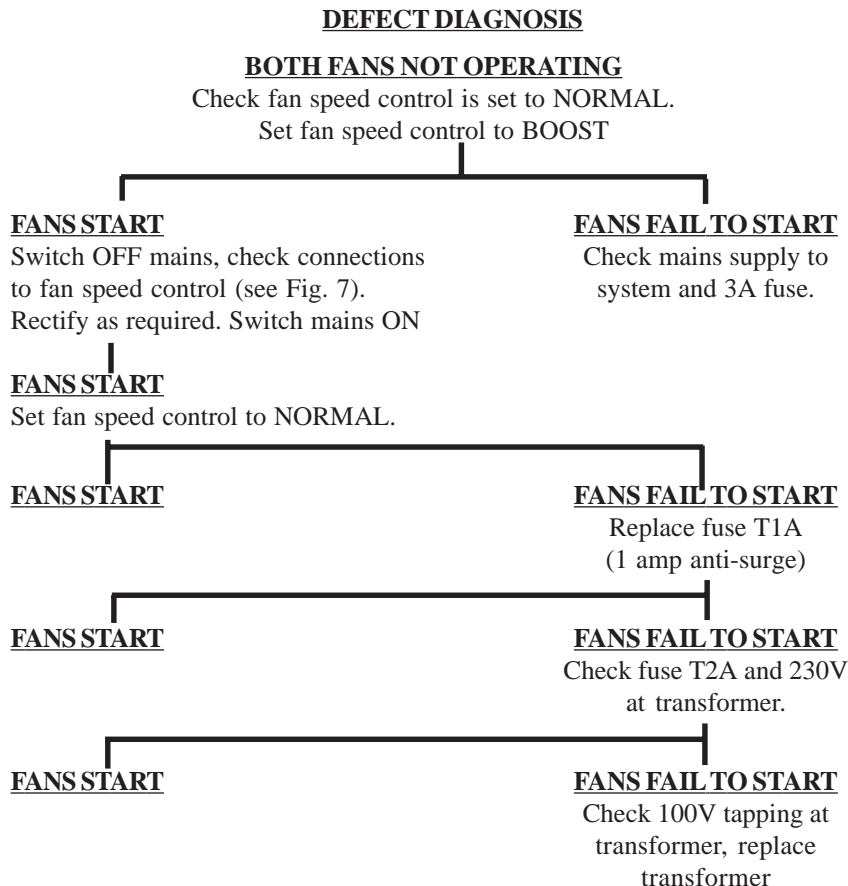 DEFECT DIAGNOSIS
BOTH FANS NOT OPERATING
Check fan speed control is set to NORMAL.
Set fan speed control to BOOST
FANS START
Switch OFF mains, check connections
to fan speed control (see Fig. 7).
Rectify as required. Switch mains ON
FANS FAIL TO START
Check mains supply to
system and 3A fuse.
FANS START
Set fan speed control to NORMAL.
FANS START
FANS FAIL TO START
Replace fuse T1A
(1 amp anti-surge)
FANS START
FANS FAIL TO START
Check fuse T2A and 230V
at transformer.
FANS START
FANS FAIL TO START
Check 100V tapping at
transformer, replace
transformer